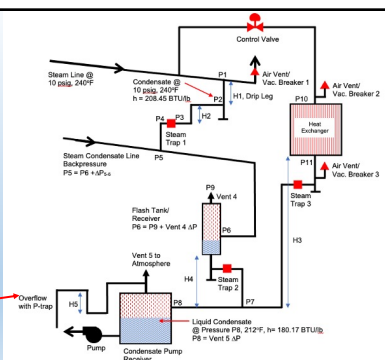 Control Valve
Steam Line @
10 psig, 240°F
Condensate @
10 psig, 240°F
h = 208.45 BTU/lb
P1
Air Vent/
Vac. Breaker 1
Air Vent/
Vac. Breaker 2
P2
H1, Drip Leg
P10
P4
P3
H2
Heat
Exchanger
Steam
Trap 1
P5
Steam Condensate Line
Backpressure
P5 = P6 +ΔP5-6
P11
Air Vent/
Vac. Breaker 3
P9
Vent 4
Steam
Trap 3
Flash Tank/
Receiver
P6 = P9 + Vent 4 ΔP
P6
H3
Vent 5 to
Atmosphere
H4
Overflow
with P-trap
H5
Steam
Trap 2
P8
P7
Liquid Condensate
@ Pressure P8, 212°F, h= 180.17 BTU/lb
P8 = Vent 5 ΔP
Pump
Condensate Pump
Receiver